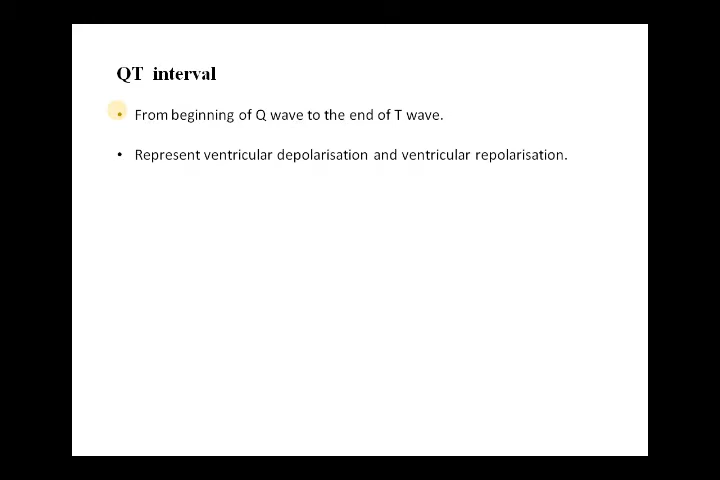 QT interval
• From beginning of Q wave to the end of T wave.
• Represent ventricular depolarisation and ventricular repolarisation.